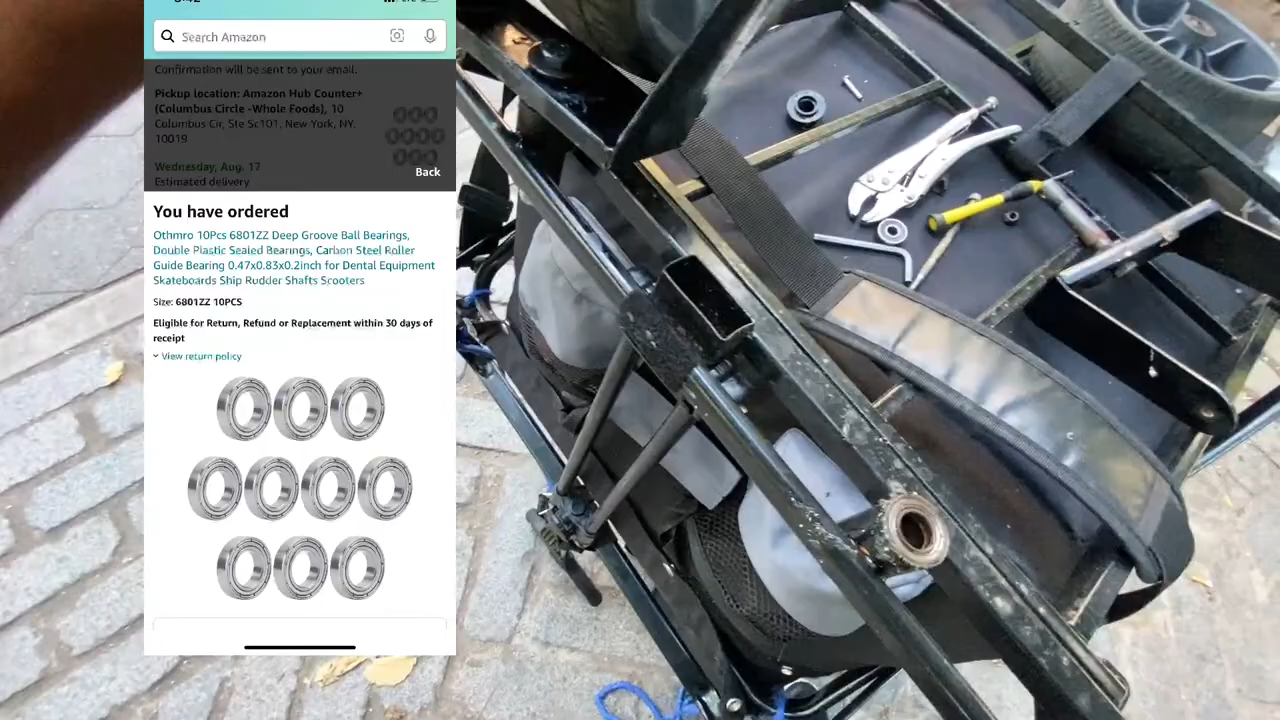 Search Amazon
Confirmation will be sent to your email.
Pickup location: Amazon Hub Counter+
(Columbus Circle -Whole Foods), 10
Columbus Cir, Ste Sc101, New York, NY,
10019
Wednesday, Aug. 17
Estimated delivery
Back
You have ordered
Othmro 10Pcs 6801ZZ Deep Groove Ball Bearings,
Double Plastic Sealed Bearings, Carbon Steel Roller
Guide Bearing 0.47x0.83x0.2inch for Dental Equipment
Skateboards Ship Rudder Shafts Scooters
Size: 6801ZZ 10PCS
Eligible for Return, Refund or Replacement within 30 days of
receipt
View return policy